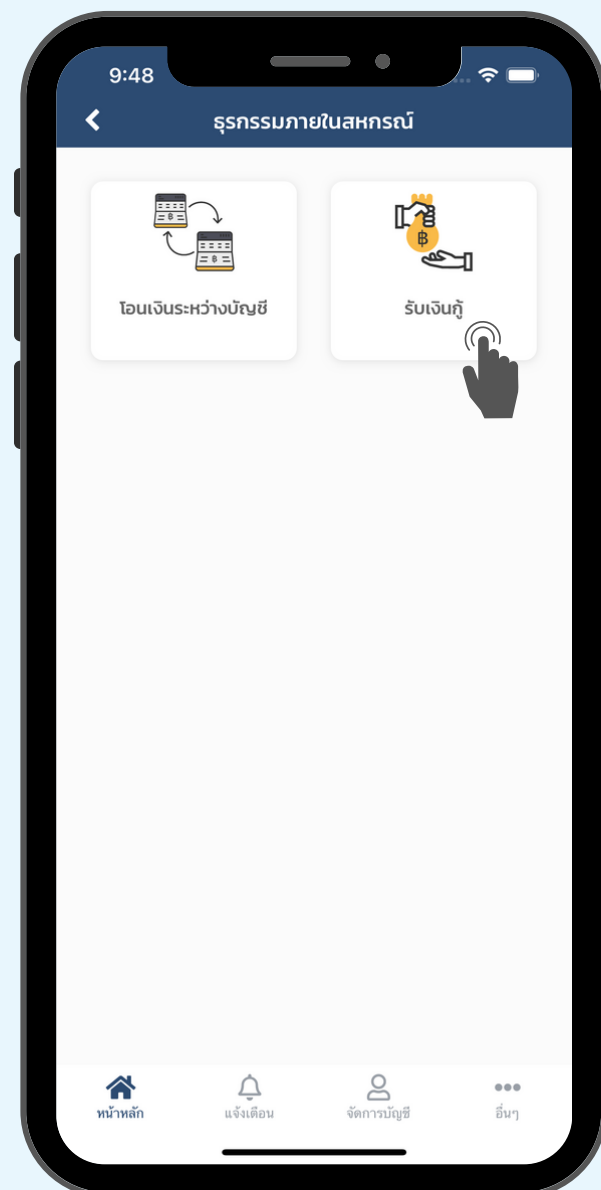 9:48
ธุรกรรมภายในสหกรณ์
โอนเงินระหว่างบัญชี
รับเงินกู้
หน้าหลัก
แจ้งเตือน
จัดการบัญชี
อื่นๆ